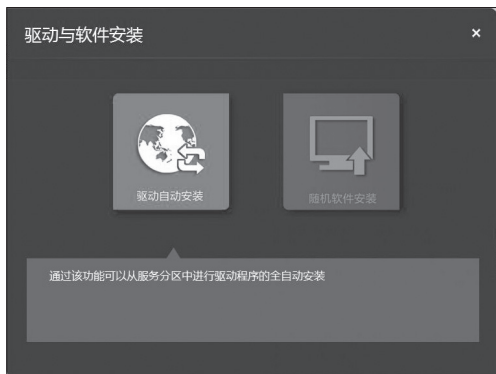 驱动与软件安装
×
驱动自动安装
随机软件安装
通过该功能可以从服务分区中进行驱动程序的全自动安装